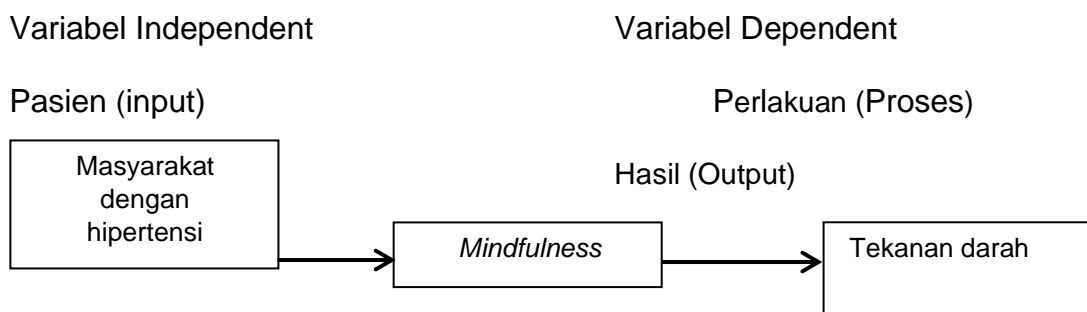 Variabel Independent Variabel Dependent
Pasien (input) Perlakuan (Proses)
Hasil (Output)
Masyarakat
dengan
hipertensi
Mindfulness
Tekanan darah